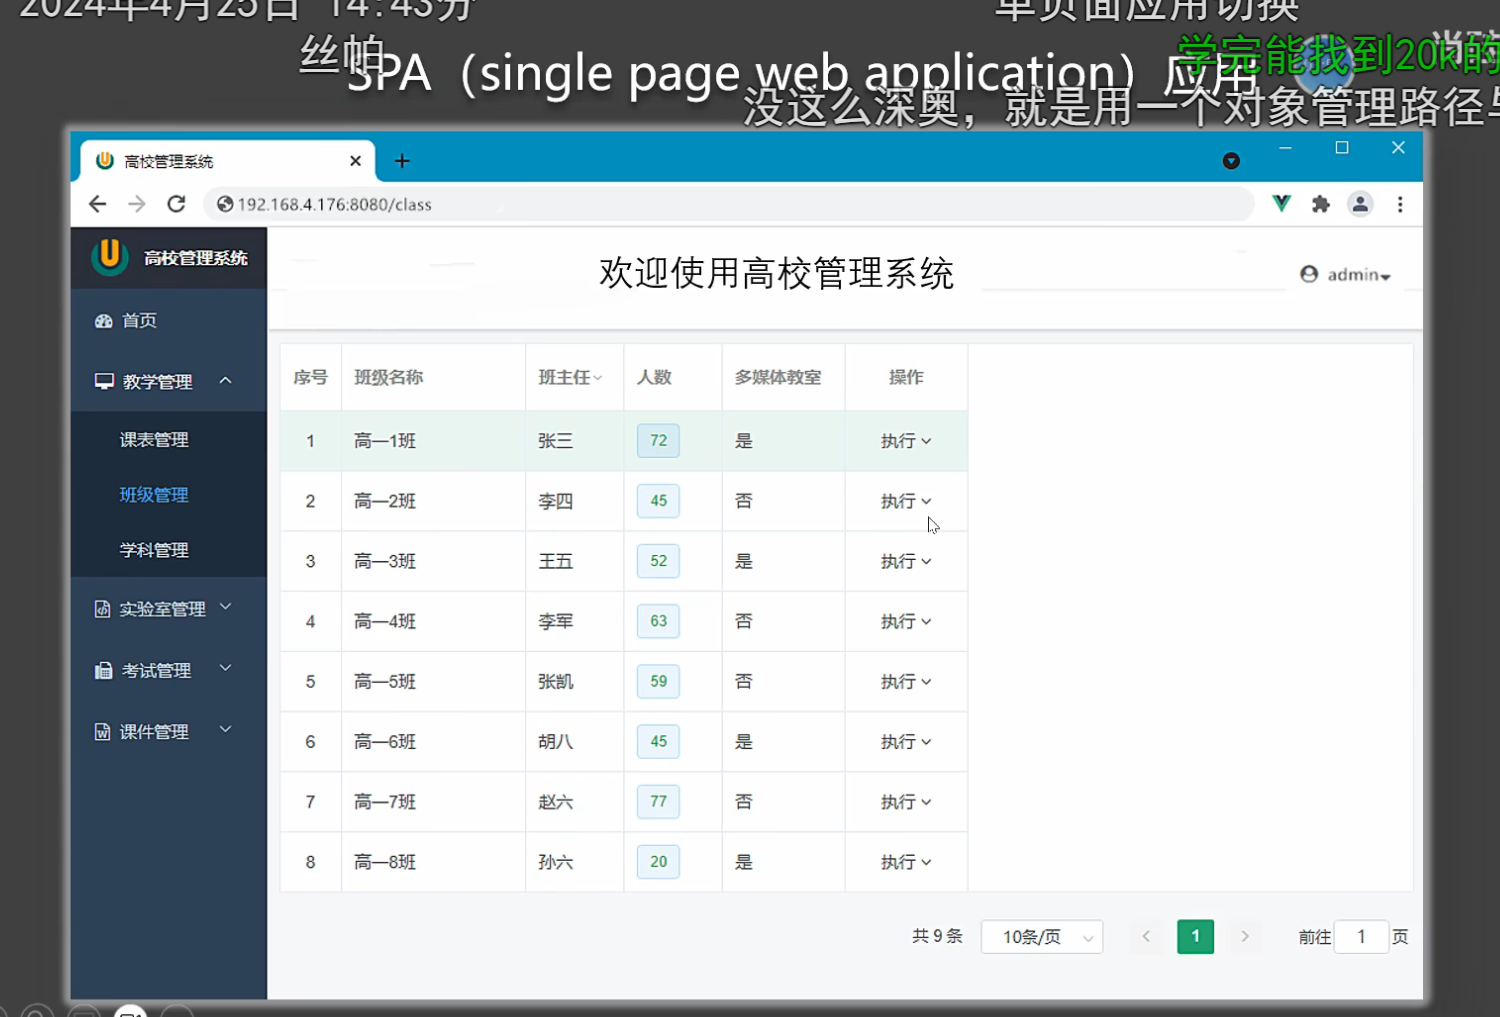 2024年4月25日 14:43分
单页面应用切换
丝帕
学完能找到20k的
SPA（single page web application）应用
没这么深奥，就是用一个对象管理路径与
高校管理系统
192.168.4.176:8080/class
高校管理系统
欢迎使用高校管理系统
admin
首页
教学管理
课表管理
班级管理
学科管理
实验室管理
考试管理
课件管理
序号 班级名称 班主任 人数 多媒体教室 操作
1 高一1班 张三 72 是 执行
2 高一2班 李四 45 否 执行
3 高一3班 王五 52 是 执行
4 高一4班 李军 63 否 执行
5 高一5班 张凯 59 否 执行
6 高一6班 胡八 45 是 执行
7 高一7班 赵六 77 否 执行
8 高一8班 孙六 20 是 执行
共 9 条 10条/页 1 前往 1 页